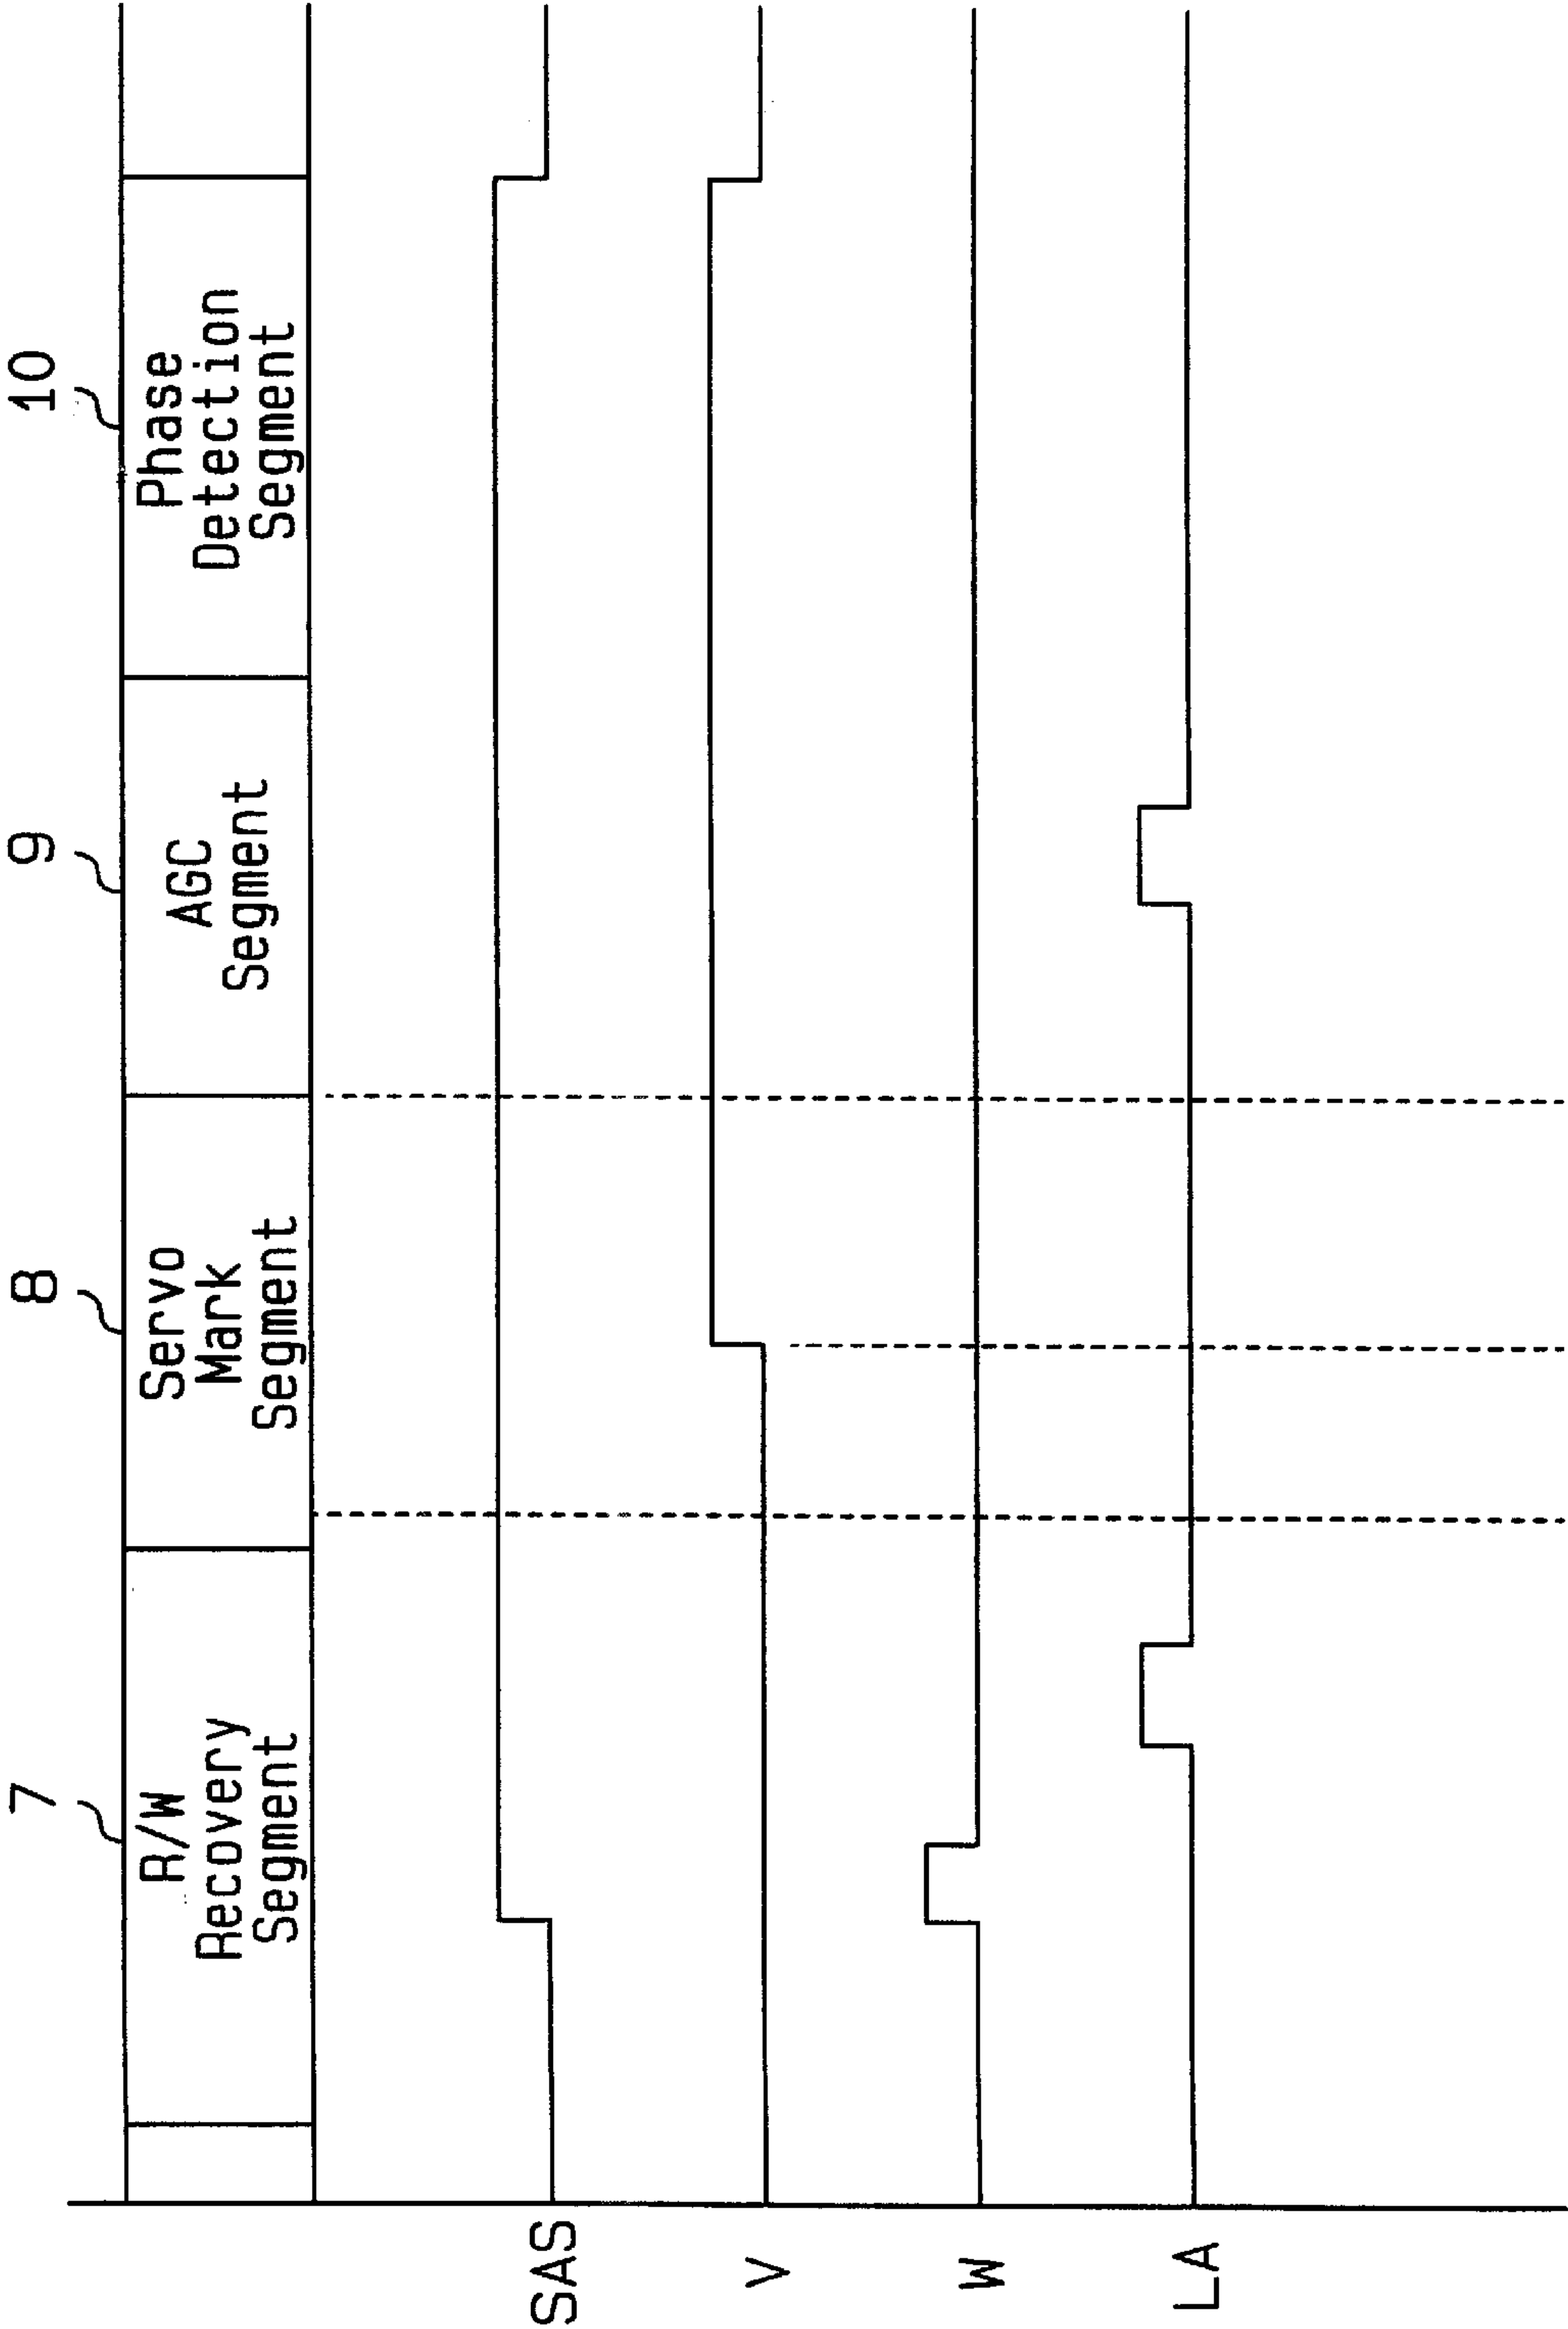 7
8
9
10
R/W
Recovery
Segment
Servo
Mark
Segment
AGC
Segment
Phase
Detection
Segment
SAS
V
W
LA